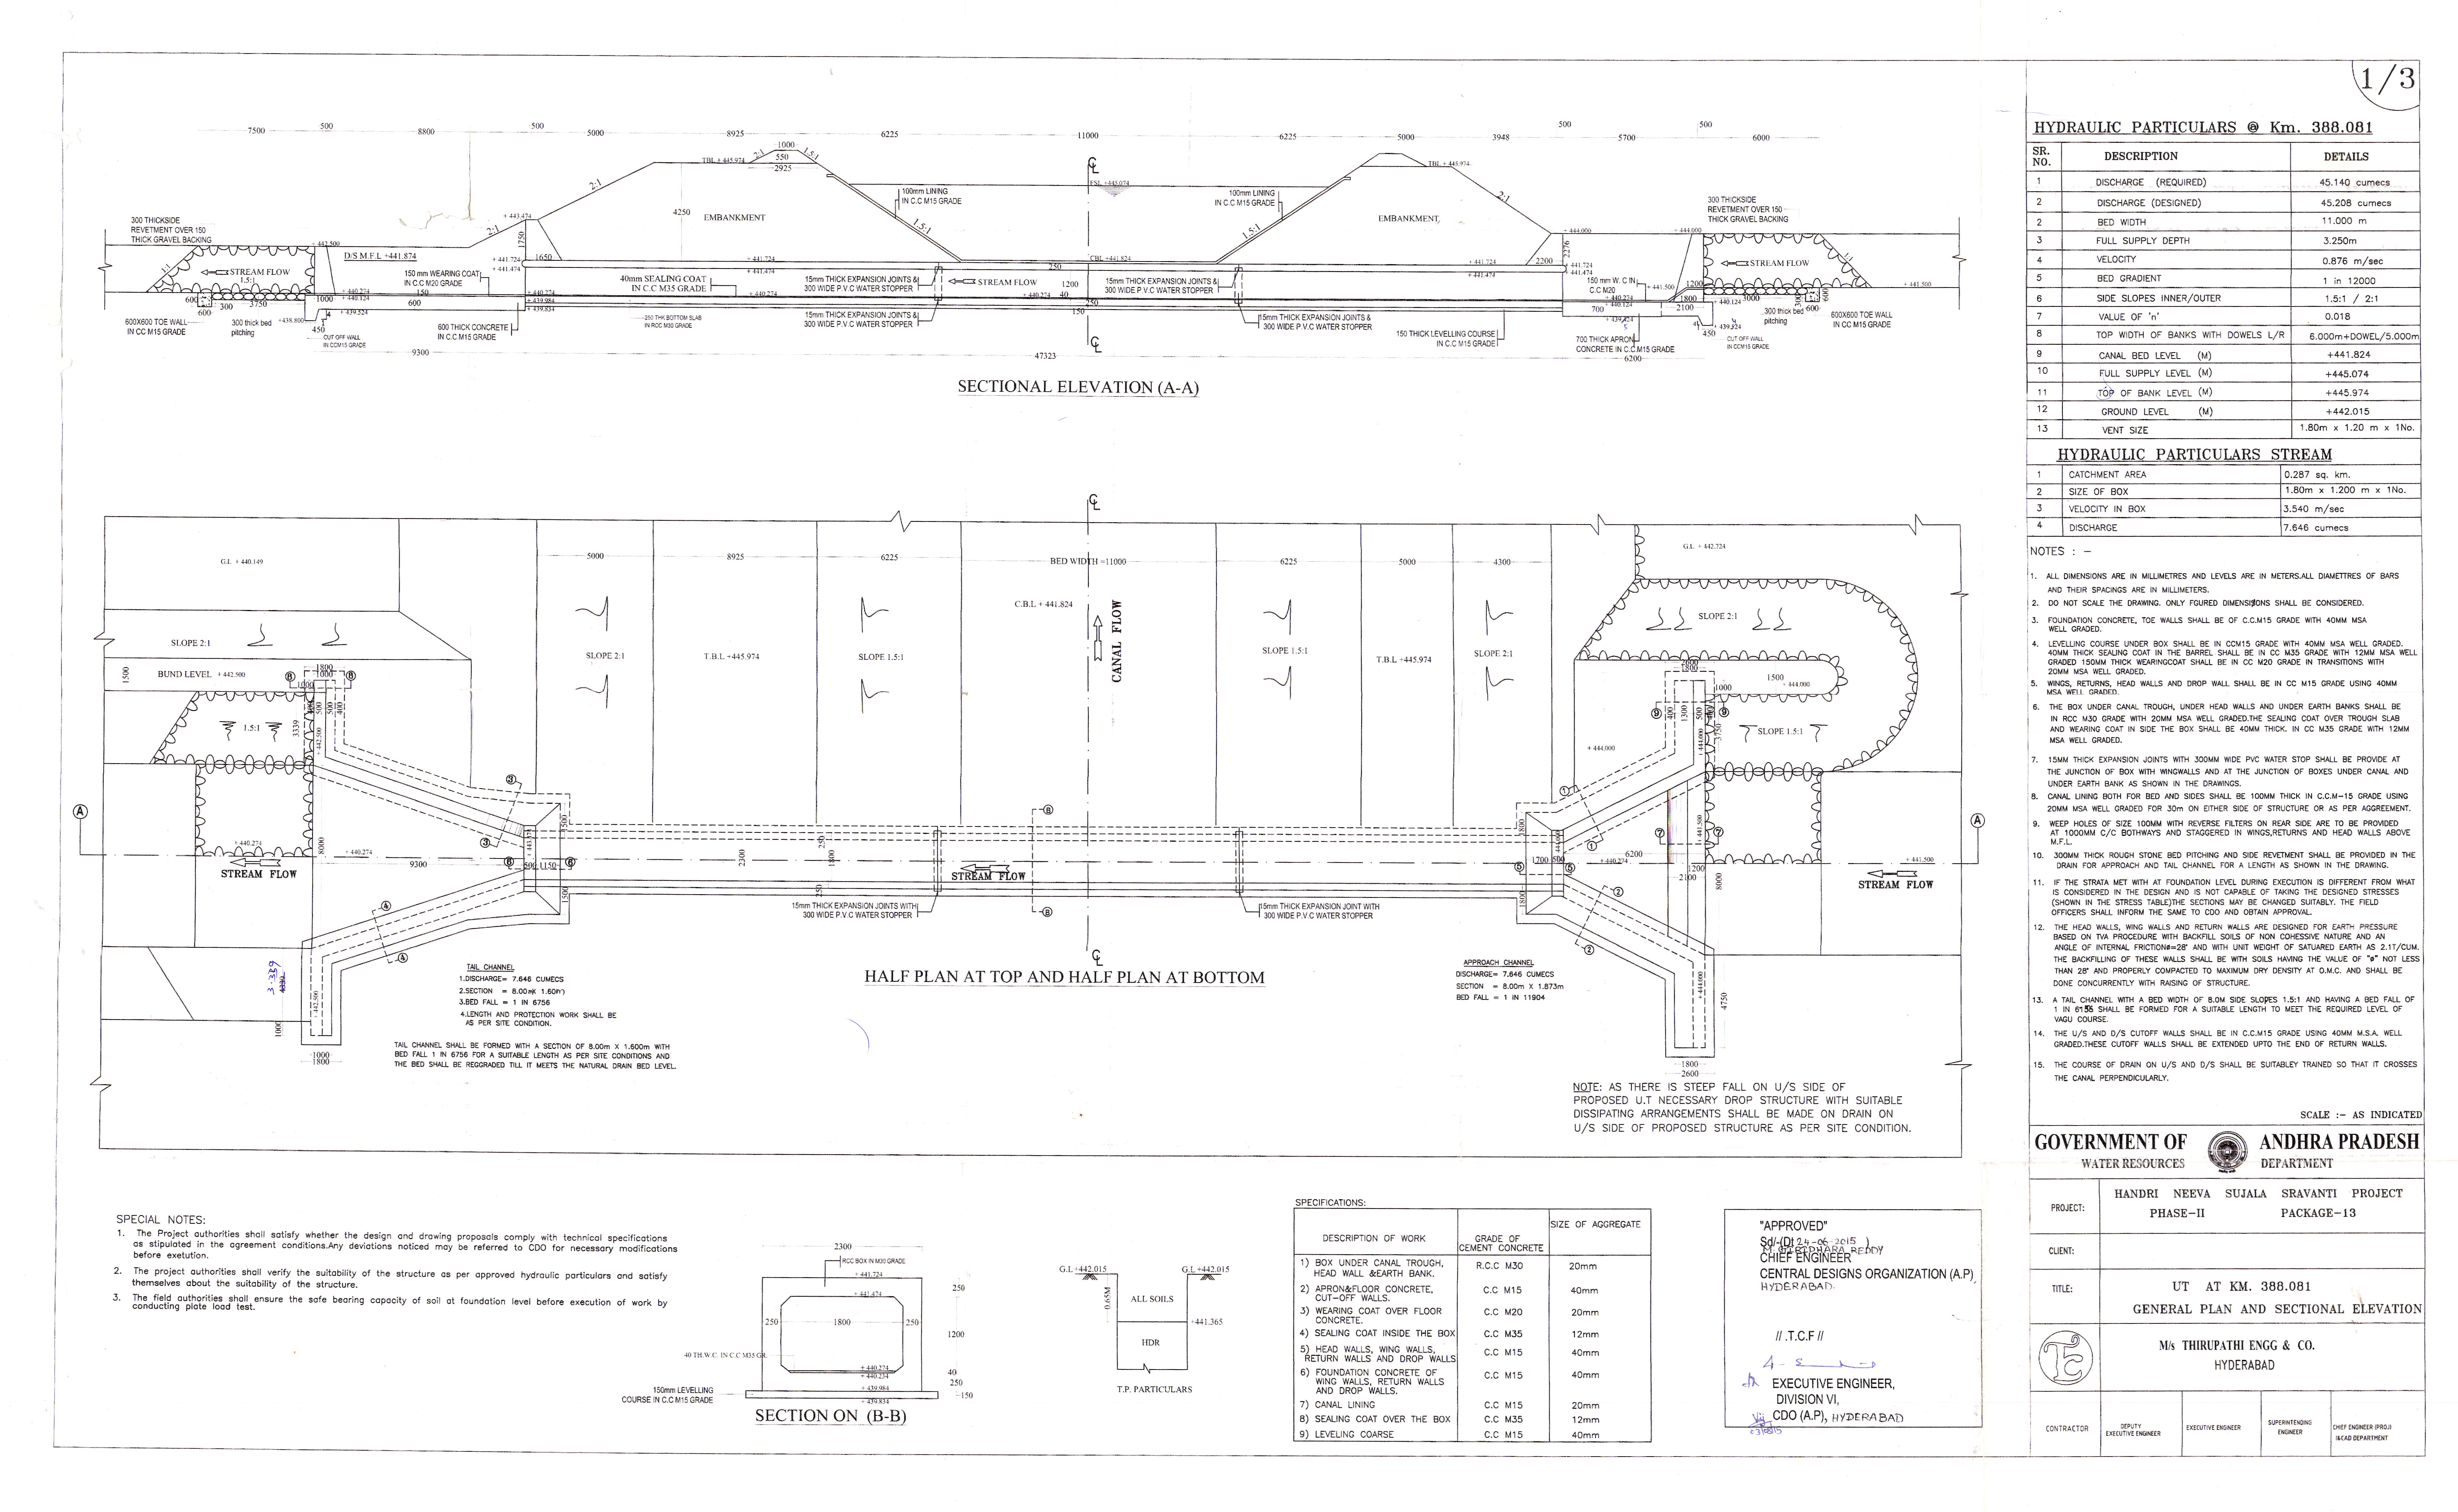 1/3
7500
500
8800
500
5000
8925
6225
11000
6225
5000
3948
500
5700
500
6000
1000
550
2925
2:1
1.5:1
TBL + 445.974
TBL + 445.974
FSL +445.074
2:1
2:1
4250
EMBANKMENT
EMBANKMENT
1.5:1
1.5:1
2:1
100mm LINING
IN C.C M15 GRADE
100mm LINING
IN C.C M15 GRADE
300 THICKSIDE
REVETMENT OVER 150
THICK GRAVEL BACKING
300 THICKSIDE
REVETMENT OVER 150
THICK GRAVEL BACKING
+ 443.474
+ 442.500
+ 444.000
+ 444.000
1750
1650
2276
2200
D/S M.F.L +441.874
STREAM FLOW
1.5:1
1:1
150 mm WEARING COAT
IN C.C M20 GRADE
+ 441.724
+ 441.474
+ 441.724
+ 441.474
CBL +441.824
250
+ 441.724
+ 441.474
+ 441.724
+ 441.474
40mm SEALING COAT
IN C.C M35 GRADE
15mm THICK EXPANSION JOINTS &
300 WIDE P.V.C WATER STOPPER
STREAM FLOW
1200
15mm THICK EXPANSION JOINTS &
300 WIDE P.V.C WATER STOPPER
150 mm W. C IN
C.C M20
+ 441.500
1200
STREAM FLOW
1:1
+ 441.500
+ 440.274
+ 440.124
150
600
+ 440.274
+ 439.984
+ 440.274
+ 440.274
40
250
150
+ 440.274
+ 440.124
700
1800
2100
+ 440.124
3000
300
600
600
600
600
300
3750
1000
+ 439.524
+438.800
450
450
600X600 TOE WALL
IN CC M15 GRADE
300 thick bed
pitching
CUT OFF WALL
IN CCM15 GRADE
600 THICK CONCRETE
IN C.C.M15 GRADE
250 THK BOTTOM SLAB
IN RCC M30 GRADE
15mm THICK EXPANSION JOINTS &
300 WIDE P.V.C WATER STOPPER
15mm THICK EXPANSION JOINTS &
300 WIDE P.V.C WATER STOPPER
150 THICK LEVELLING COURSE
IN C.C M15 GRADE
700 THICK APRON
CONCRETE IN C.C.M15 GRADE
300 thick bed
pitching
CUT OFF WALL
IN CCM15 GRADE
600X600 TOE WALL
IN CC M15 GRADE
9300
47323
6200
SECTIONAL ELEVATION (A-A)
HYDRAULIC PARTICULARS @ Km. 388.081
SR. NO. DESCRIPTION DETAILS
1 DISCHARGE (REQUIRED) 45.140 cumecs
2 DISCHARGE (DESIGNED) 45.208 cumecs
2 BED WIDTH 11.000 m
3 FULL SUPPLY DEPTH 3.250m
4 VELOCITY 0.876 m/sec
5 BED GRADIENT 1 in 12000
6 SIDE SLOPES INNER/OUTER 1.5:1 / 2:1
7 VALUE OF 'n' 0.018
8 TOP WIDTH OF BANKS WITH DOWELS L/R 6.000m+DOWEL/5.000m
9 CANAL BED LEVEL (M) +441.824
10 FULL SUPPLY LEVEL (M) +445.074
11 TOP OF BANK LEVEL (M) +445.974
12 GROUND LEVEL (M) +442.015
13 VENT SIZE 1.80m x 1.20 m x 1No.
HYDRAULIC PARTICULARS STREAM
1 CATCHMENT AREA 0.287 sq. km.
2 SIZE OF BOX 1.80m x 1.200 m x 1No.
3 VELOCITY IN BOX 3.540 m/sec
4 DISCHARGE 7.646 cumecs
NOTES : -
1. ALL DIMENSIONS ARE IN MILLIMETRES AND LEVELS ARE IN METERS.ALL DIAMETTRES OF BARS
AND THEIR SPACINGS ARE IN MILLIMETERS.
2. DO NOT SCALE THE DRAWING. ONLY FGURED DIMENSIONS SHALL BE CONSIDERED.
3. FOUNDATION CONCRETE, TOE WALLS SHALL BE OF C.C.M15 GRADE WITH 40MM MSA
WELL GRADED.
4. LEVELLING COURSE UNDER BOX SHALL BE IN CCM15 GRADE WITH 40MM MSA WELL GRADED.
40MM THICK SEALING COAT IN THE BARREL SHALL BE IN CC M35 GRADE WITH 12MM MSA WELL
GRADED 150MM THICK WEARINGCOAT SHALL BE IN CC M20 GRADE IN TRANSITIONS WITH
20MM MSA WELL GRADED.
5. WINGS, RETURNS, HEAD WALLS AND DROP WALL SHALL BE IN CC M15 GRADE USING 40MM
MSA WELL GRADED.
6. THE BOX UNDER CANAL TROUGH, UNDER HEAD WALLS AND UNDER EARTH BANKS SHALL BE
IN RCC M30 GRADE WITH 20MM MSA WELL GRADED.THE SEALING COAT OVER TROUGH SLAB
AND WEARING COAT IN SIDE THE BOX SHALL BE 40MM THICK. IN CC M35 GRADE WITH 12MM
MSA WELL GRADED.
7. 15MM THICK EXPANSION JOINTS WITH 300MM WIDE PVC WATER STOP SHALL BE PROVIDE AT
THE JUNCTION OF BOX WITH WINGWALLS AND AT THE JUNCTION OF BOXES UNDER CANAL AND
UNDER EARTH BANK AS SHOWN IN THE DRAWINGS.
8. CANAL LINING BOTH FOR BED AND SIDES SHALL BE 100MM THICK IN C.C.M-15 GRADE USING
20MM MSA WELL GRADED FOR 30m ON EITHER SIDE OF STRUCTURE OR AS PER AGGREEMENT.
9. WEEP HOLES OF SIZE 100MM WITH REVERSE FILTERS ON REAR SIDE ARE TO BE PROVIDED
AT 1000MM C/C BOTHWAYS AND STAGGERED IN WINGS,RETURNS AND HEAD WALLS ABOVE
M.F.L.
10. 300MM THICK ROUGH STONE BED PITCHING AND SIDE REVETMENT SHALL BE PROVIDED IN THE
DRAIN FOR APPROACH AND TAIL CHANNEL FOR A LENGTH AS SHOWN IN THE DRAWING.
11. IF THE STRATA MET WITH AT FOUNDATION LEVEL DURING EXECUTION IS DIFFERENT FROM WHAT
IS CONSIDERED IN THE DESIGN AND IS NOT CAPABLE OF TAKING THE DESIGNED STRESSES
(SHOWN IN THE STRESS TABLE)THE SECTIONS MAY BE CHANGED SUITABLY. THE FIELD
OFFICERS SHALL INFORM THE SAME TO CDO AND OBTAIN APPROVAL.
12. THE HEAD WALLS, WING WALLS AND RETURN WALLS ARE DESIGNED FOR EARTH PRESSURE
BASED ON TVA PROCEDURE WITH BACKFILL SOILS OF NON COHESSIVE NATURE AND AN
ANGLE OF INTERNAL FRICTIONø=28° AND WITH UNIT WEIGHT OF SATUARED EARTH AS 2.1T/CUM.
THE BACKFILLING OF THESE WALLS SHALL BE WITH SOILS HAVING THE VALUE OF "ø" NOT LESS
THAN 28° AND PROPERLY COMPACTED TO MAXIMUM DRY DENSITY AT O.M.C. AND SHALL BE
DONE CONCURRENTLY WITH RAISING OF STRUCTURE.
13. A TAIL CHANNEL WITH A BED WIDTH OF 8.0M SIDE SLOPES 1.5:1 AND HAVING A BED FALL OF
1 IN SHALL BE FORMED FOR A SUITABLE LENGTH TO MEET THE REQUIRED LEVEL OF
VAGU COURSE.
14. THE U/S AND D/S CUTOFF WALLS SHALL BE IN C.C.M15 GRADE USING 40MM M.S.A. WELL
GRADED.THESE CUTOFF WALLS SHALL BE EXTENDED UPTO THE END OF RETURN WALLS.
15. THE COURSE OF DRAIN ON U/S AND D/S SHALL BE SUITABLEY TRAINED SO THAT IT CROSSES
THE CANAL PERPENDICULARLY.
SCALE :- AS INDICATED
GOVERNMENT OF ANDHRA PRADESH
WATER RESOURCES DEPARTMENT
PROJECT: HANDRI NEEVA SUJALA SRAVANTI PROJECT
PHASE-II PACKAGE-13
CLIENT:
TITLE: UT AT KM. 388.081
GENERAL PLAN AND SECTIONAL ELEVATION
M/s THIRUPATHI ENGG & CO.
HYDERABAD
CONTRACTOR
DEPUTY
EXECUTIVE ENGINEER
EXECUTIVE ENGINEER
SUPERINTENDING
ENGINEER
CHIEF ENGINEER (PROJ)
I&CAD DEPARTMENT
G.L + 440.149
5000
8925
6225
BED WIDTH =11000
6225
5000
4300
G.L + 442.724
C.B.L + 441.824
CANAL FLOW
SLOPE 2:1
SLOPE 2:1
T.B.L +445.974
SLOPE 1.5:1
SLOPE 1.5:1
T.B.L +445.974
SLOPE 2:1
SLOPE 2:1
1500
BUND LEVEL + 442.500
1800
1000
1000
1.5:1
3339
500
500
400
+ 442.500
1800
1500
+ 444.000
1000
400
1300
500
+ 444.000
3750
SLOPE 1.5:1
+ 444.000
A
A
+ 440.274
8000
+ 440.274
9300
STREAM FLOW
1500
500
1150
1500
2300
250
1800
250
STREAM FLOW
1800
1700
600
+ 440.274
6200
1200
2100
8000
+ 441.500
+ 441.500
STREAM FLOW
1800
15mm THICK EXPANSION JOINTS WITH
300 WIDE P.V.C WATER STOPPER
15mm THICK EXPANSION JOINT WITH
300 WIDE P.V.C WATER STOPPER
HALF PLAN AT TOP AND HALF PLAN AT BOTTOM
TAIL CHANNEL
1.DISCHARGE= 7.646 CUMECS
2.SECTION = 8.00m X 1.60m
3.BED FALL = 1 IN 6756
4.LENGTH AND PROTECTION WORK SHALL BE
AS PER SITE CONDITION.
TAIL CHANNEL SHALL BE FORMED WITH A SECTION OF 8.00m X 1.600m WITH
BED FALL 1 IN 6756 FOR A SUITABLE LENGTH AS PER SITE CONDITIONS AND
THE BED SHALL BE REGGRADED TILL IT MEETS THE NATURAL DRAIN BED LEVEL.
APPROACH CHANNEL
DISCHARGE= 7.646 CUMECS
SECTION = 8.00m X 1.873m
BED FALL = 1 IN 11904
3.339
1000
+ 442.500
1000
1800
+ 444.000
4750
1800
2600
NOTE: AS THERE IS STEEP FALL ON U/S SIDE OF
PROPOSED U.T NECESSARY DROP STRUCTURE WITH SUITABLE
DISSIPATING ARRANGEMENTS SHALL BE MADE ON DRAIN ON
U/S SIDE OF PROPOSED STRUCTURE AS PER SITE CONDITION.
SPECIAL NOTES:
1. The Project authorities shall satisfy whether the design and drawing proposals comply with technical specifications
as stipulated in the agreement conditions.Any deviations noticed may be referred to CDO for necessary modifications
before exetution.
2. The project authorities shall verify the suitability of the structure as per approved hydraulic particulars and satisfy
themselves about the suitability of the structure.
3. The field authorities shall ensure the safe bearing capacity of soil at foundation level before execution of work by
conducting plate load test.
2300
RCC BOX IN M30 GRADE
+ 441.724
+ 441.474
250
250
1800
250
1200
40 TH.W.C. IN C.C M35 GR.
+ 440.274
+ 440.234
40
250
+ 439.984
150
+ 439.834
150mm LEVELLING
COURSE IN C.C M15 GRADE
SECTION ON (B-B)
G.L +442.015
G.L +442.015
0.65M
ALL SOILS
+441.365
HDR
T.P. PARTICULARS
SPECIFICATIONS:
DESCRIPTION OF WORK GRADE OF CEMENT CONCRETE SIZE OF AGGREGATE
1) BOX UNDER CANAL TROUGH, HEAD WALL &EARTH BANK. R.C.C M30 20mm
2) APRON&FLOOR CONCRETE, CUT-OFF WALLS. C.C M15 40mm
3) WEARING COAT OVER FLOOR CONCRETE. C.C M20 20mm
4) SEALING COAT INSIDE THE BOX C.C M35 12mm
5) HEAD WALLS, WING WALLS, RETURN WALLS AND DROP WALLS C.C M15 40mm
6) FOUNDATION CONCRETE OF WING WALLS, RETURN WALLS AND DROP WALLS. C.C M15 40mm
7) CANAL LINING C.C M15 20mm
8) SEALING COAT OVER THE BOX C.C M35 12mm
9) LEVELING COARSE C.C M15 40mm
"APPROVED"
Sd/-(Dt 24-06-2015 )
M. GIRIDHARA REDDY
CHIEF ENGINEER
CENTRAL DESIGNS ORGANIZATION (A.P)
HYDERABAD.
// .T.C.F //
EXECUTIVE ENGINEER,
DIVISION VI,
CDO (A.P), HYDERABAD